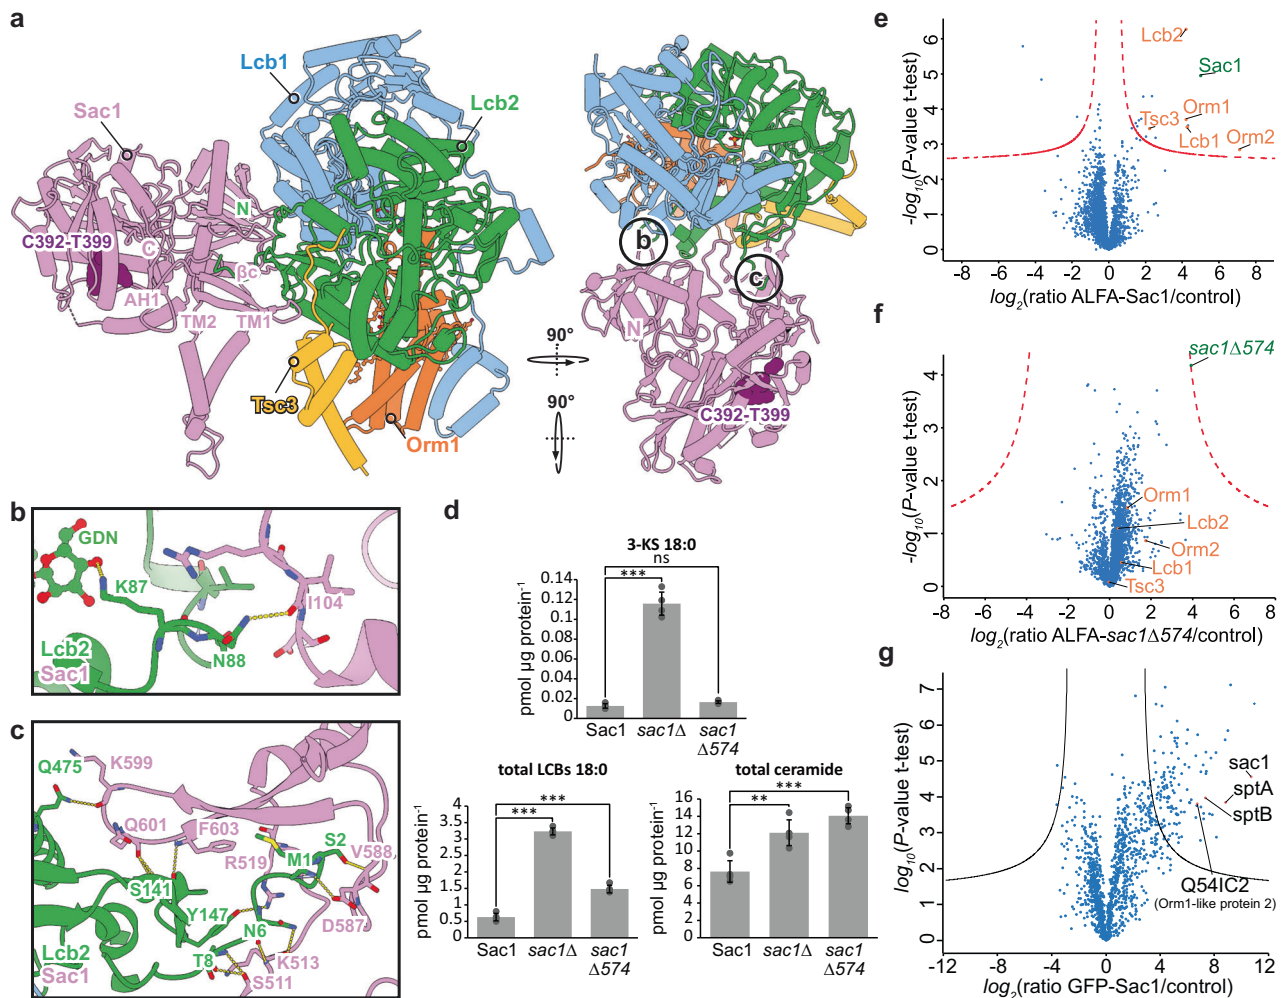 a
Lcb1
Lcb2
Sac1
N
C392-T399
C
βc
AH1
TM2
TM1
Tsc3
Orm1
90°
90°
b
c
N
C392-T399
b
GDN
K87
I104
N88
Lcb2
Sac1
c
Q475
K599
Q601
F603
R519
M1
S2
V588
S141
Y147
N6
D587
T8
K513
S511
Lcb2
Sac1
d
3-KS 18:0
ns
***
pmol µg protein⁻¹
0.14
0.12
0.1
0.08
0.06
0.04
0.02
0
Sac1
sac1Δ
sac1
Δ574
total LCBs 18:0
***
***
pmol µg protein⁻¹
4
3.5
3
2.5
2
1.5
1
0.5
0
Sac1
sac1Δ
sac1
Δ574
total ceramide
***
**
pmol µg protein⁻¹
16
14
12
10
8
6
4
2
0
Sac1
sac1Δ
sac1
Δ574
e
-log₁₀(P-value t-test)
6
5
4
3
2
1
0
Lcb2
Sac1
Orm1
Tsc3
Lcb1
Orm2
-8 -6 -4 -2 0 2 4 6 8
log₂(ratio ALFA-Sac1/control)
f
-log₁₀(P-value t-test)
4
3
2
1
0
sac1Δ574
Orm1
Lcb2
Orm2
Lcb1
Tsc3
-8 -6 -4 -2 0 2 4 6 8
log₂(ratio ALFA-sac1Δ574/control)
g
log₁₀(P-value t-test)
7
6
5
4
3
2
1
0
sac1
sptA
sptB
Q54IC2
(Orm1-like protein 2)
-12 -8 -4 0 4 8 12
log₂(ratio GFP-Sac1/control)